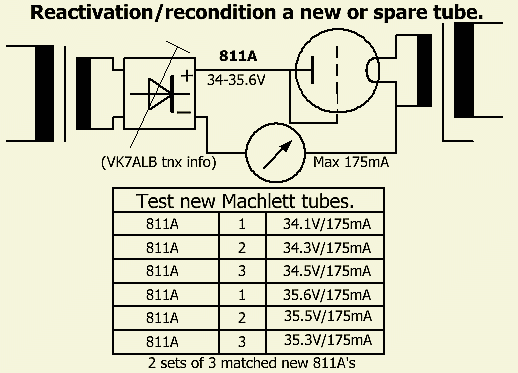 Reactivation/recondition a new or spare tube.
811A
34-35.6V
+
−
(VK7ALB tnx info)
Max 175mA
Test new Machlett tubes.
811A 1 34.1V/175mA
811A 2 34.3V/175mA
811A 3 34.5V/175mA
811A 1 35.6V/175mA
811A 2 35.5V/175mA
811A 3 35.3V/175mA
2 sets of 3 matched new 811A's